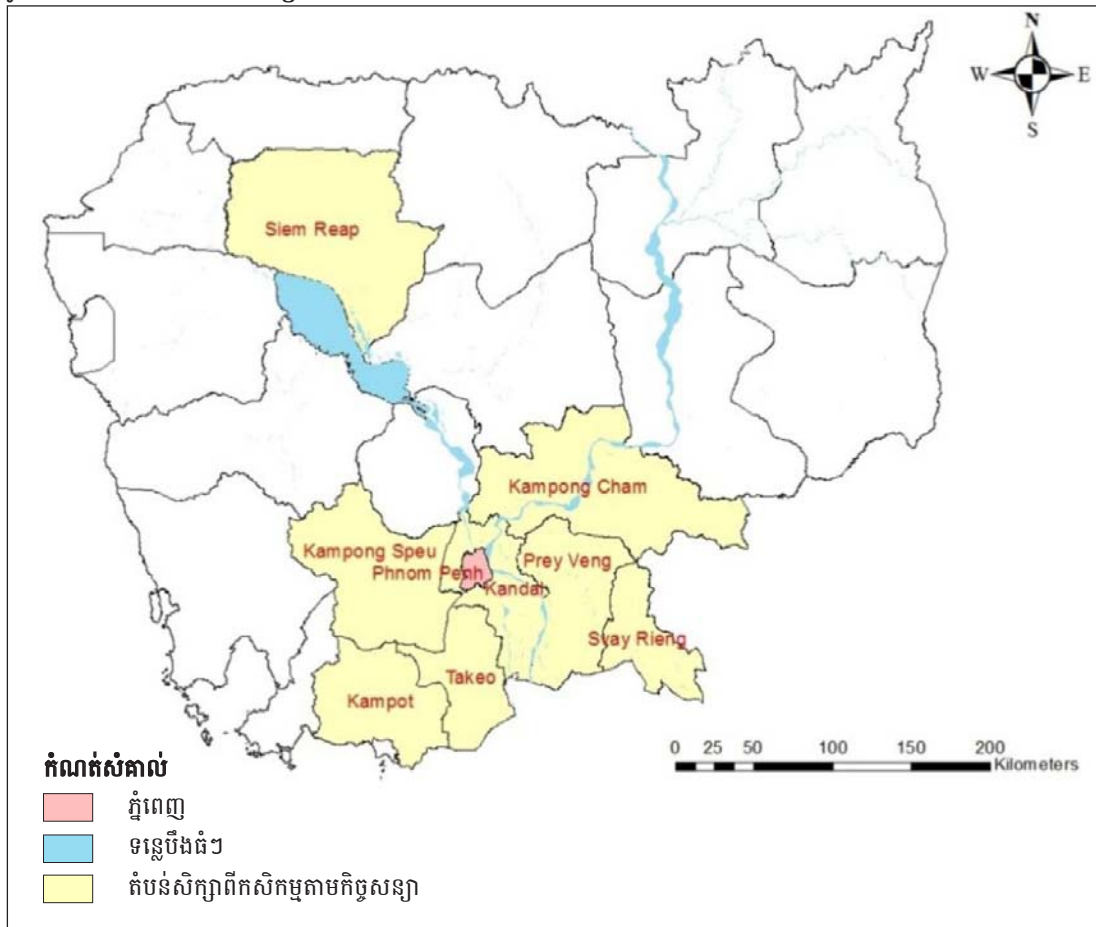 N
W E
S
Siem Reap
Kampong Cham
Kampong Speu
Prey Veng
Phnom Penh
Kandal
Svay Rieng
Takeo
Kampot
0 25 50 100 150 200
Kilometers
កំណត់សំគាល់
ភ្នំពេញ
ទន្លេបឹងធំៗ
តំបន់សិក្សាពីកសិកម្មតាមកិច្ចសន្យា